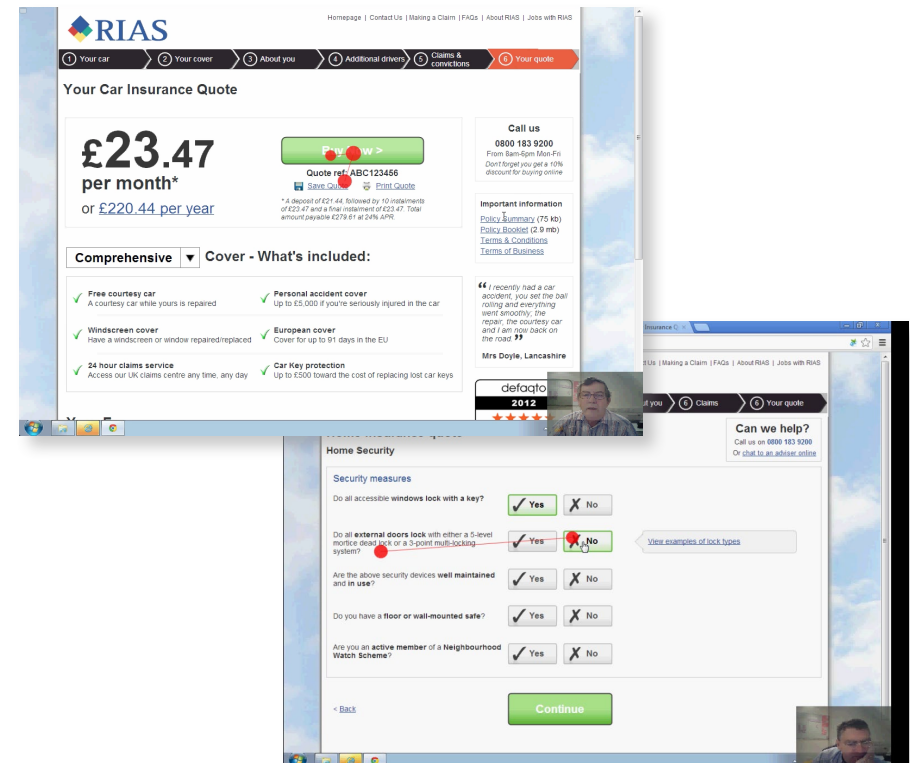 RIAS
Homepage | Contact Us | Making a Claim | FAQs | About RIAS | Jobs with RIAS
1 Your car
2 Your cover
3 About you
4 Additional drivers
5 Claims & convictions
6 Your quote
Your Car Insurance Quote
£23.47
per month*
or £220.44 per year
Buy Now >
Quote ref: ABC123456
Save Quote
Print Quote
* A deposit of £21.44, followed by 10 instalments
of £23.47 and a final instalment of £23.47. Total
amount payable £279.61 at 24% APR
Call us
0800 183 9200
From 8am-6pm Mon-Fri
Don't forget you get a 10%
discount for buying online
Important information
Policy Summary (75 kb)
Policy Booklet (2.9 mb)
Terms & Conditions
Terms of Business
Comprehensive ▼ Cover - What's included:
Free courtesy car
A courtesy car while yours is repaired
Personal accident cover
Up to £5,000 if you're seriously injured in the car
Windscreen cover
Have a windscreen or window repaired/replaced
European cover
Cover for up to 91 days in the EU
24 hour claims service
Access our UK claims centre any time, any day
Car Key protection
Up to £500 toward the cost of replacing lost car keys
“ I recently had a car
accident, you set the ball
rolling and everything
went smoothly; the
repair, the courtesy car
and I am now back on
the road. ”
Mrs Doyle, Lancashire
defaqto
2012
Insurance Q
t Us | Making a Claim | FAQs | About RIAS | Jobs with RIAS
ut you
6 Claims
6 Your quote
Home Security
Can we help?
Call us on 0800 183 9200
Or chat to an adviser online
Security measures
Do all accessible windows lock with a key?
Yes
No
Do all external doors lock with either a 5-level
mortice dead lock or a 3-point multi-locking
system?
Yes
No
View examples of lock types
Are the above security devices well maintained
and in use?
Yes
No
Do you have a floor or wall-mounted safe?
Yes
No
Are you an active member of a Neighbourhood
Watch Scheme?
Yes
No
< Back
Continue